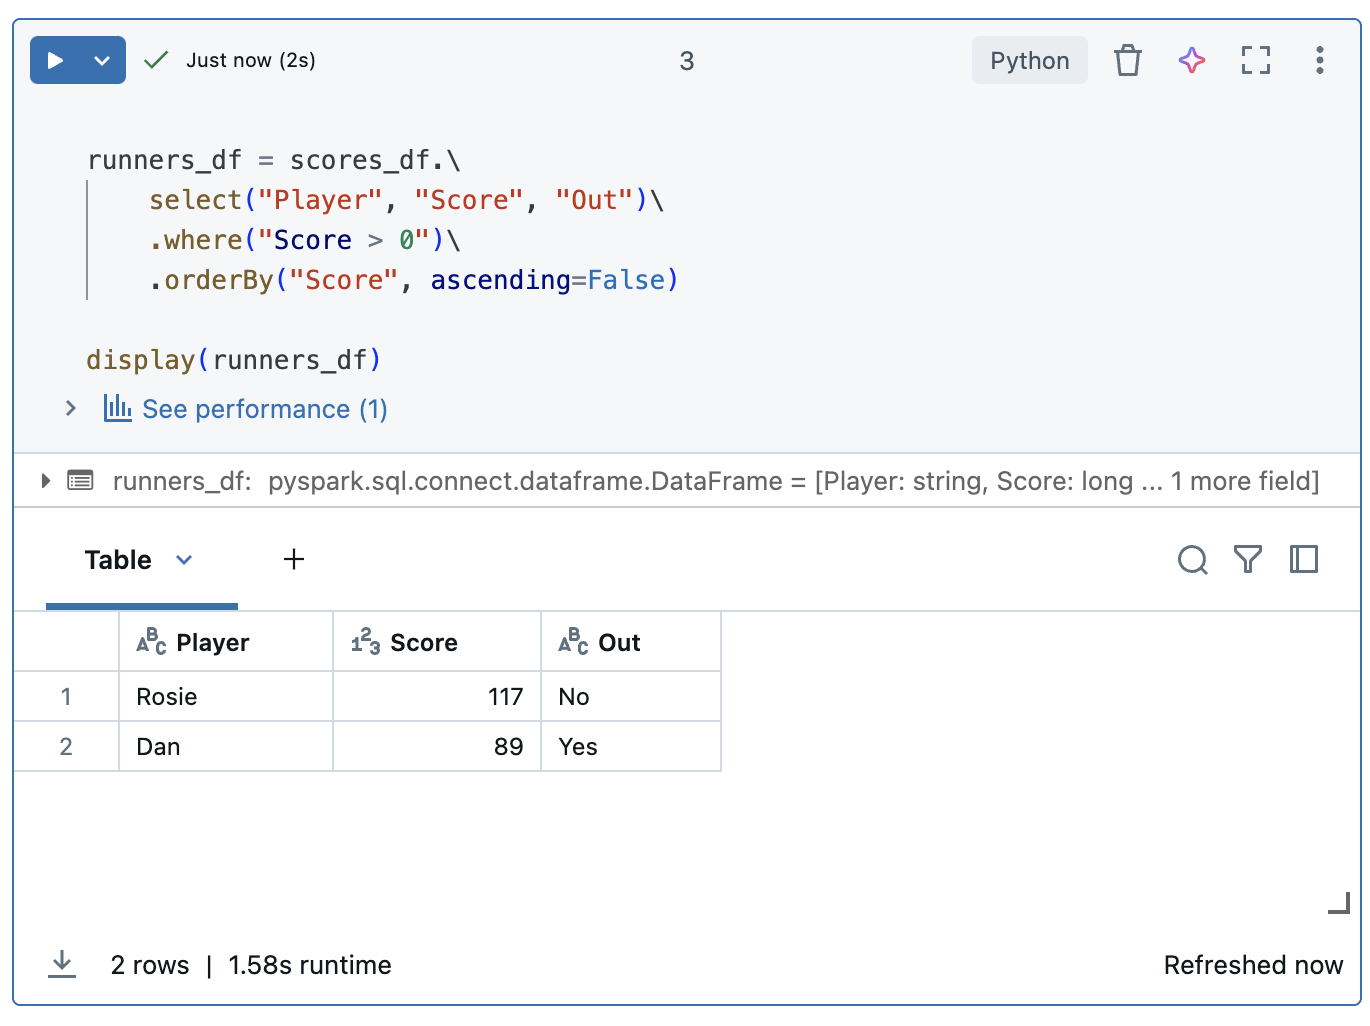 Just now (2s)
3
Python
runners_df = scores_df.\
select("Player", "Score", "Out")\
.where("Score > 0")\
.orderBy("Score", ascending=False)
display(runners_df)
See performance (1)
runners_df: pyspark.sql.connect.dataframe.DataFrame = [Player: string, Score: long ... 1 more field]
Table
Player Score Out
1 Rosie 117 No
2 Dan 89 Yes
2 rows | 1.58s runtime
Refreshed now